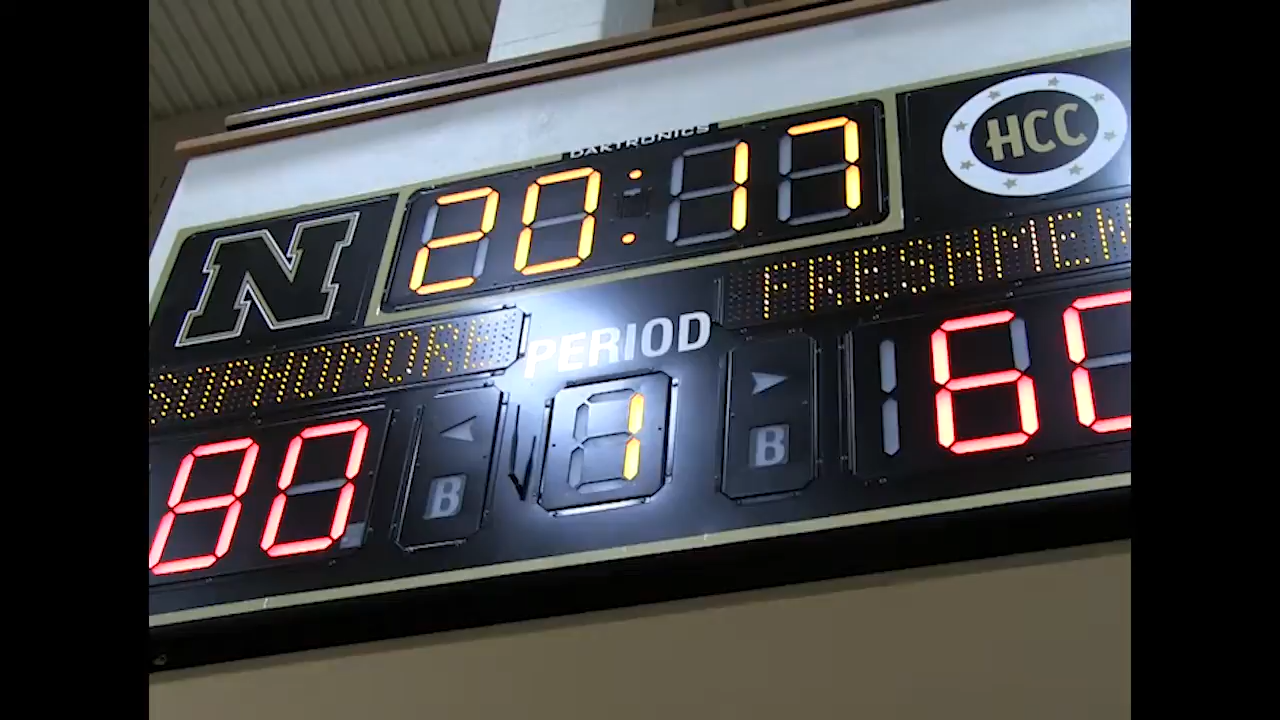 DAKTRONICS
20:17
HCC
N
FRESHMEN
SOPHOMORE
PERIOD
80
B
1
B
60